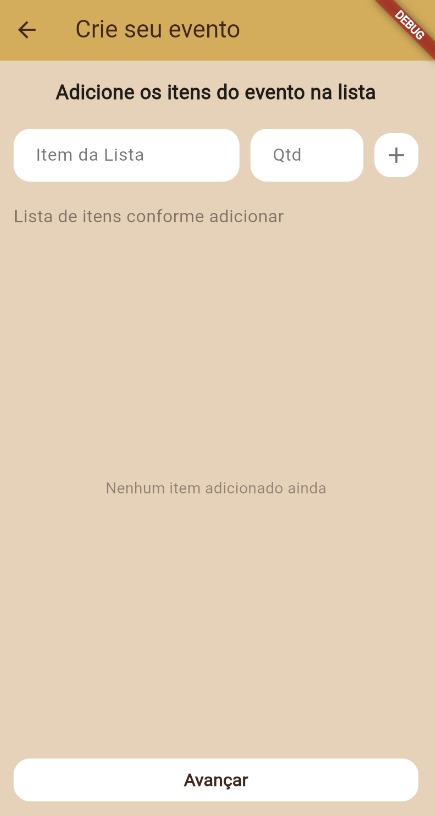 Crie seu evento
DEBUG
Adicione os itens do evento na lista
Item da Lista
Qtd
+
Lista de itens conforme adicionar
Nenhum item adicionado ainda
Avançar